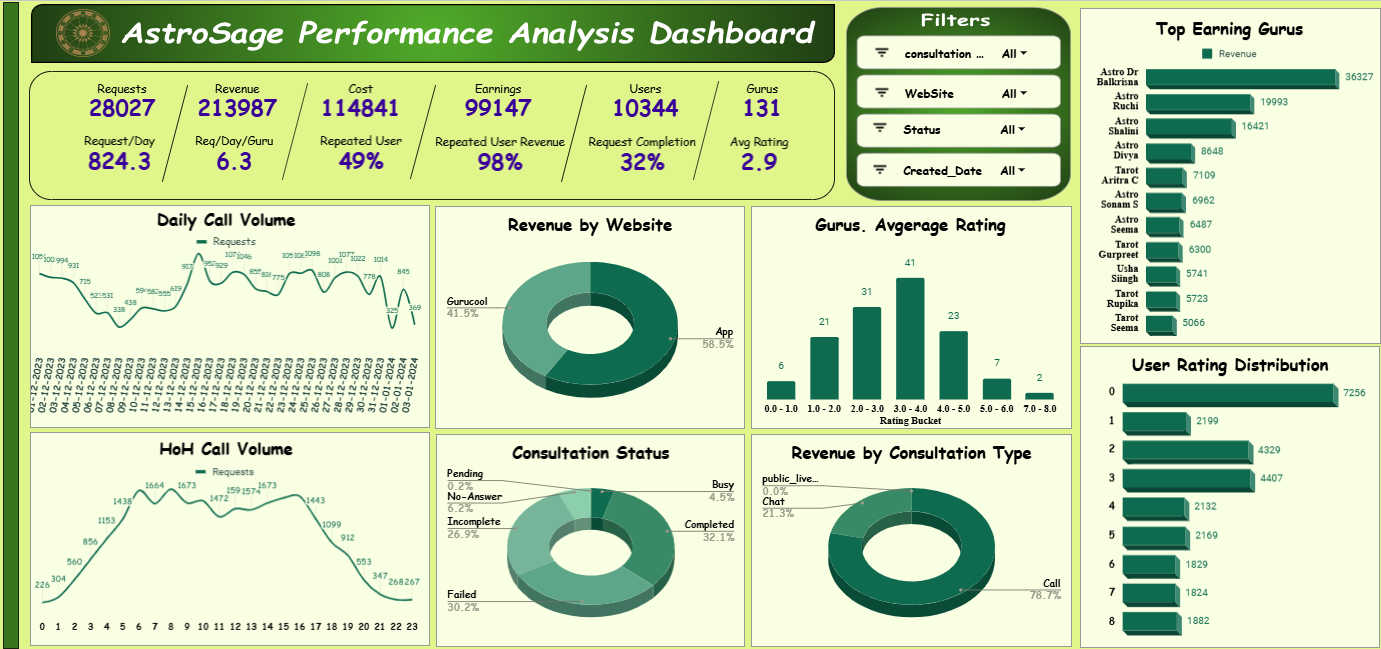 AstroSage Performance Analysis Dashboard
Requests
28027
Revenue
213987
Cost
114841
Earnings
99147
Users
10344
Gurus
131
Request/Day
824.3
Req/Day/Guru
6.3
Repeated User
49%
Repeated User Revenue
98%
Request Completion
32%
Avg Rating
2.9
Filters
consultation ... All
WebSite All
Status All
Created_Date All
Top Earning Gurus
Revenue
Astro Dr
Balkrisna
36327
Astro
Ruchi
19993
Astro
Shalini
16421
Astro
Divya
8648
Tarot
Aritra C
7109
Astro
Sonam S
6962
Astro
Seema
6487
Tarot
Gurpreet
6300
Usha
Siingh
5741
Tarot
Rupika
5723
Tarot
Seema
5066
Daily Call Volume
Requests
994
931
715
531
338
438
619
917
929
1046
775
1098
808
1001
1077
1022
778
1014
325
845
369
02-12-2023
03-12-2023
04-12-2023
05-12-2023
06-12-2023
07-12-2023
08-12-2023
09-12-2023
10-12-2023
11-12-2023
12-12-2023
13-12-2023
14-12-2023
15-12-2023
16-12-2023
17-12-2023
18-12-2023
19-12-2023
20-12-2023
21-12-2023
22-12-2023
23-12-2023
24-12-2023
25-12-2023
26-12-2023
27-12-2023
28-12-2023
29-12-2023
30-12-2023
31-12-2023
01-01-2024
02-01-2024
03-01-2024
Revenue by Website
Gurucool
41.5%
App
58.5%
Gurus. Avgerage Rating
6
21
31
41
23
7
2
0.0 - 1.0 1.0 - 2.0 2.0 - 3.0 3.0 - 4.0 4.0 - 5.0 5.0 - 6.0 7.0 - 8.0
Rating Bucket
User Rating Distribution
0 7256
1 2199
2 4329
3 4407
4 2132
5 2169
6 1829
7 1824
8 1882
HoH Call Volume
Requests
226
304
560
856
1153
1438
1664
1673
1472
1574
1673
1443
1099
912
553
347
268
267
0 1 2 3 4 5 6 7 8 9 10 11 12 13 14 15 16 17 18 19 20 21 22 23
Consultation Status
Pending
0.2%
No-Answer
6.2%
Incomplete
26.9%
Failed
30.2%
Busy
4.5%
Completed
32.1%
Revenue by Consultation Type
public_live...
0.0%
Chat
21.3%
Call
78.7%